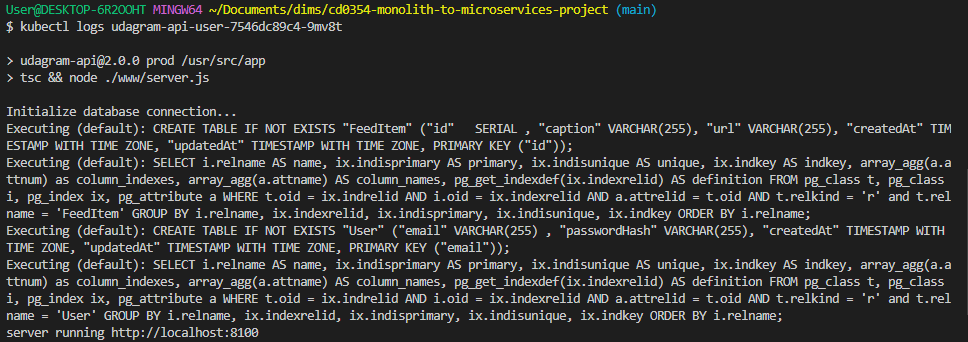 User@DESKTOP-6R2OOHT MINGW64 ~/Documents/dims/cd0354-monolith-to-microservices-project (main)
$ kubectl logs udagram-api-user-7546dc89c4-9mv8t
> udagram-api@2.0.0 prod /usr/src/app
> tsc && node ./www/server.js
Initialize database connection...
Executing (default): CREATE TABLE IF NOT EXISTS "FeedItem" ("id"   SERIAL , "caption" VARCHAR(255), "url" VARCHAR(255), "createdAt" TIM
ESTAMP WITH TIME ZONE, "updatedAt" TIMESTAMP WITH TIME ZONE, PRIMARY KEY ("id"));
Executing (default): SELECT i.relname AS name, ix.indisprimary AS primary, ix.indisunique AS unique, ix.indkey AS indkey, array_agg(a.a
ttnum) as column_indexes, array_agg(a.attname) AS column_names, pg_get_indexdef(ix.indexrelid) AS definition FROM pg_class t, pg_class
i, pg_index ix, pg_attribute a WHERE t.oid = ix.indrelid AND i.oid = ix.indexrelid AND a.attrelid = t.oid AND t.relkind = 'r' and t.rel
name = 'FeedItem' GROUP BY i.relname, ix.indexrelid, ix.indisprimary, ix.indisunique, ix.indkey ORDER BY i.relname;
Executing (default): CREATE TABLE IF NOT EXISTS "User" ("email" VARCHAR(255) , "passwordHash" VARCHAR(255), "createdAt" TIMESTAMP WITH
TIME ZONE, "updatedAt" TIMESTAMP WITH TIME ZONE, PRIMARY KEY ("email"));
Executing (default): SELECT i.relname AS name, ix.indisprimary AS primary, ix.indisunique AS unique, ix.indkey AS indkey, array_agg(a.a
ttnum) as column_indexes, array_agg(a.attname) AS column_names, pg_get_indexdef(ix.indexrelid) AS definition FROM pg_class t, pg_class
i, pg_index ix, pg_attribute a WHERE t.oid = ix.indrelid AND i.oid = ix.indexrelid AND a.attrelid = t.oid AND t.relkind = 'r' and t.rel
name = 'User' GROUP BY i.relname, ix.indexrelid, ix.indisprimary, ix.indisunique, ix.indkey ORDER BY i.relname;
server running http://localhost:8100